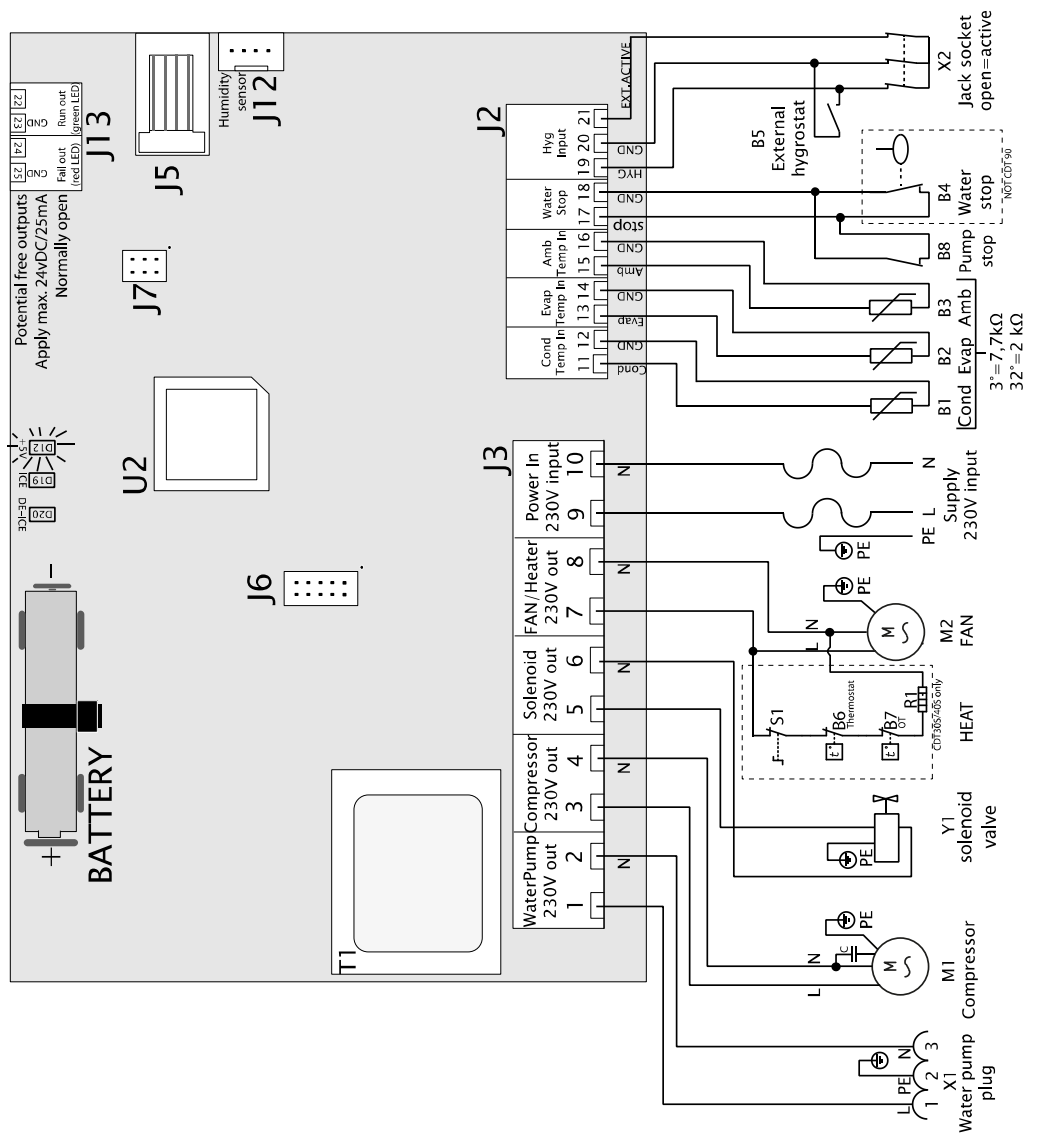 Potential free outputs
Apply max. 24vDC/25mA
Normally open
J13
25
24
23
22
GND
GND
Fail out
(red LED)
Run out
(green LED)
J5
Humidity
sensor
J12
J7
U2
+5V
D12
ICE
D19
DE-ICE
D20
J6
BATTERY
+
−
T1
J2
Cond
Temp In
Evap
Temp In
Amb
Temp In
Water
Stop
Hyg
Input
11
12
13
14
15
16
17
18
19
20
21
Cond
GND
Evap
GND
Amb
GND
stop
GND
HYG
GND
EXT.ACTIVE
J3
WaterPump
230V out
Compressor
230V out
Solenoid
230V out
FAN/Heater
230V out
Power In
230V input
1
2
3
4
5
6
7
8
9
10
N
N
N
N
N
X2
Jack socket
open=active
B5
External
hygrostat
B4
Water
stop
NOT CDT 90
B8
Pump
stop
B3
Amb
B2
Evap
B1
Cond
3°=7,7kΩ
32°=2 kΩ
PE
L
N
Supply
230V input
PE
PE
L
N
M
M2
FAN
S1
t°
B6
Thermostat
t°
B7
OT
R1
CDT30S/40S only
HEAT
PE
Y1
solenoid
valve
PE
L
N
C
M
M1
Compressor
L
PE
N
1
2
3
X1
Water pump
plug